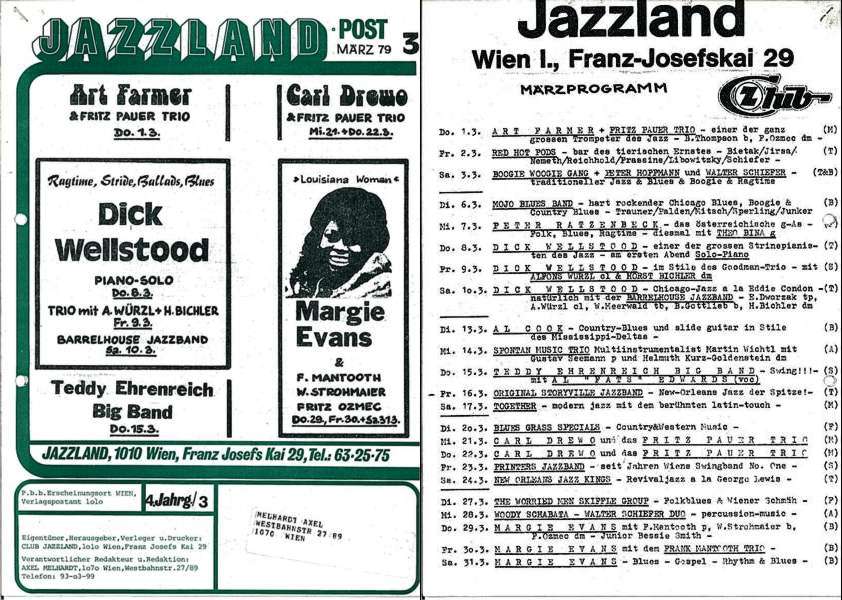 JAZZLAND · POST
MÄRZ 79 3
Art Farmer
& FRITZ PAUER TRIO
Do. 1.3.
Carl Drewo
& FRITZ PAUER TRIO
Mi. 21. + Do. 22.3.
Ragtime, Stride, Ballads, Blues
Dick
Wellstood
PIANO-SOLO
Do. 8.3.
TRIO mit A. WÜRZL + H. BICHLER
Fr. 9.3.
BARRELHOUSE JAZZBAND
Sa. 10.3.
»Louisiana Woman«
Margie
Evans
&
F. MANTOOTH
W. STROHMAIER
FRITZ OZMEC
Do. 29., Fr. 30. + Sa 31.3.
Teddy Ehrenreich
Big Band
Do. 15.3.
JAZZLAND, 1010 Wien, Franz Josefs Kai 29, Tel.: 63-25-75
P.b.b. Erscheinungsort WIEN,
Verlagspostamt 1010
4. Jahrg./3
Eigentümer, Herausgeber, Verleger u. Drucker:
CLUB JAZZLAND, 1010 Wien, Franz Josefs Kai 29
Verantwortlicher Redakteur u. Redaktion:
AXEL MELHARDT, 1070 Wien, Westbahnstr. 27/89
Telefon: 93-03-99
MELHARDT AXEL
WESTBAHNSTR 27/89
1070 WIEN
Jazzland
Wien I., Franz-Josefskai 29
MÄRZPROGRAMM
Z Club
Do. 1.3. ART FARMER + FRITZ PAUER TRIO - einer der ganz (M)
grossen Trompeter des Jazz - B.Thompson b, F.Ozmec dm -
Fr. 2.3. RED HOT PODS - bar des tierischen Ernstes - Bietak/Jirsa/ (T)
Nemeth/Reichhold/Prassine/Libowitzky/Schiefer -
Sa. 3.3. BOOGIE WOOGIE GANG + PETER HOFFMANN und WALTER SCHIEFER - (T&B)
traditioneller Jazz & Blues & Boogie & Ragtime
Di. 6.3. MOJO BLUES BAND - hart rockender Chicago Blues, Boogie & (B)
Country Blues - Trauner/Palden/Kitsch/Sperling/Junker
Mi. 7.3. PETER RATZENBECK - das österreichische g-As -
Folk, Blues, Ragtime - diesmal mit THEO BINA g
Do. 8.3. DICK WELLSTOOD - einer der grossen Stridepianis- (T)
ten des Jazz - am ersten Abend Solo-Piano
Fr. 9.3. DICK WELLSTOOD - im Stile des Goodman-Trio - mit (S)
ALFONS WÜRZL cl & HORST BICHLER dm
Sa. 10.3. DICK WELLSTOOD - Chicago-Jazz a la Eddie Condon - (T)
natürlich mit der BARRELHOUSE JAZZBAND - E.Dworzak tp,
A.Würzl cl, W.Meerwald tb, B.Gottlieb b, H.Bichler dm
Di. 13.3. AL COOK - Country-Blues und slide guitar in Stile (B)
des Mississippi-Deltas -
Mi. 14.3. SPONTAN MUSIC TRIO Multiinstrumentalist Martin Wichtl mit (A)
Gustav Seemann p und Helmuth Kurz-Goldenstein dm
Do. 15.3. TEDDY EHRENREICH BIG BAND - Swing!!!- (S)
mit AL "FATS" EDWARDS (voc)
Fr. 16.3. ORIGINAL STORYVILLE JAZZBAND - New-Orleans Jazz der Spitze!- (T)
Sa. 17.3. TOGETHER - modern jazz mit dem berühmten latin-touch - (M)
Di. 20.3. BLUES GRASS SPECIALS - Country&Western Music - (F)
Mi. 21.3. CARL DREWO und das FRITZ PAUER TRIO (M)
Do. 22.3. CARL DREWO und das FRITZ PAUER TRIO (M)
Fr. 23.3. PRINTERS JAZZBAND - seit Jahren Wiens Swingband No. One - (S)
Sa. 24.3. NEW ORLEANS JAZZ KINGS - Revivaljazz a la George Lewis - (T)
Di. 27.3. THE WORRIED KEN SKIFFLE GROUP - Folkblues & Wiener Schmäh - (F)
Mi. 28.3. WOODY SCHABATA - WALTER SCHIEFER DUO - percussion-music - (A)
Do. 29.3. MARGIE EVANS mit F.Mantooth p, W.Strohmaier b, (B)
F.Ozmec dm - Junior Bessie Smith -
Fr. 30.3. MARGIE EVANS mit dem FRANK MANTOOTH TRIO - (B)
Sa. 31.3. MARGIE EVANS - Blues - Gospel - Rhythm & Blues - (B)